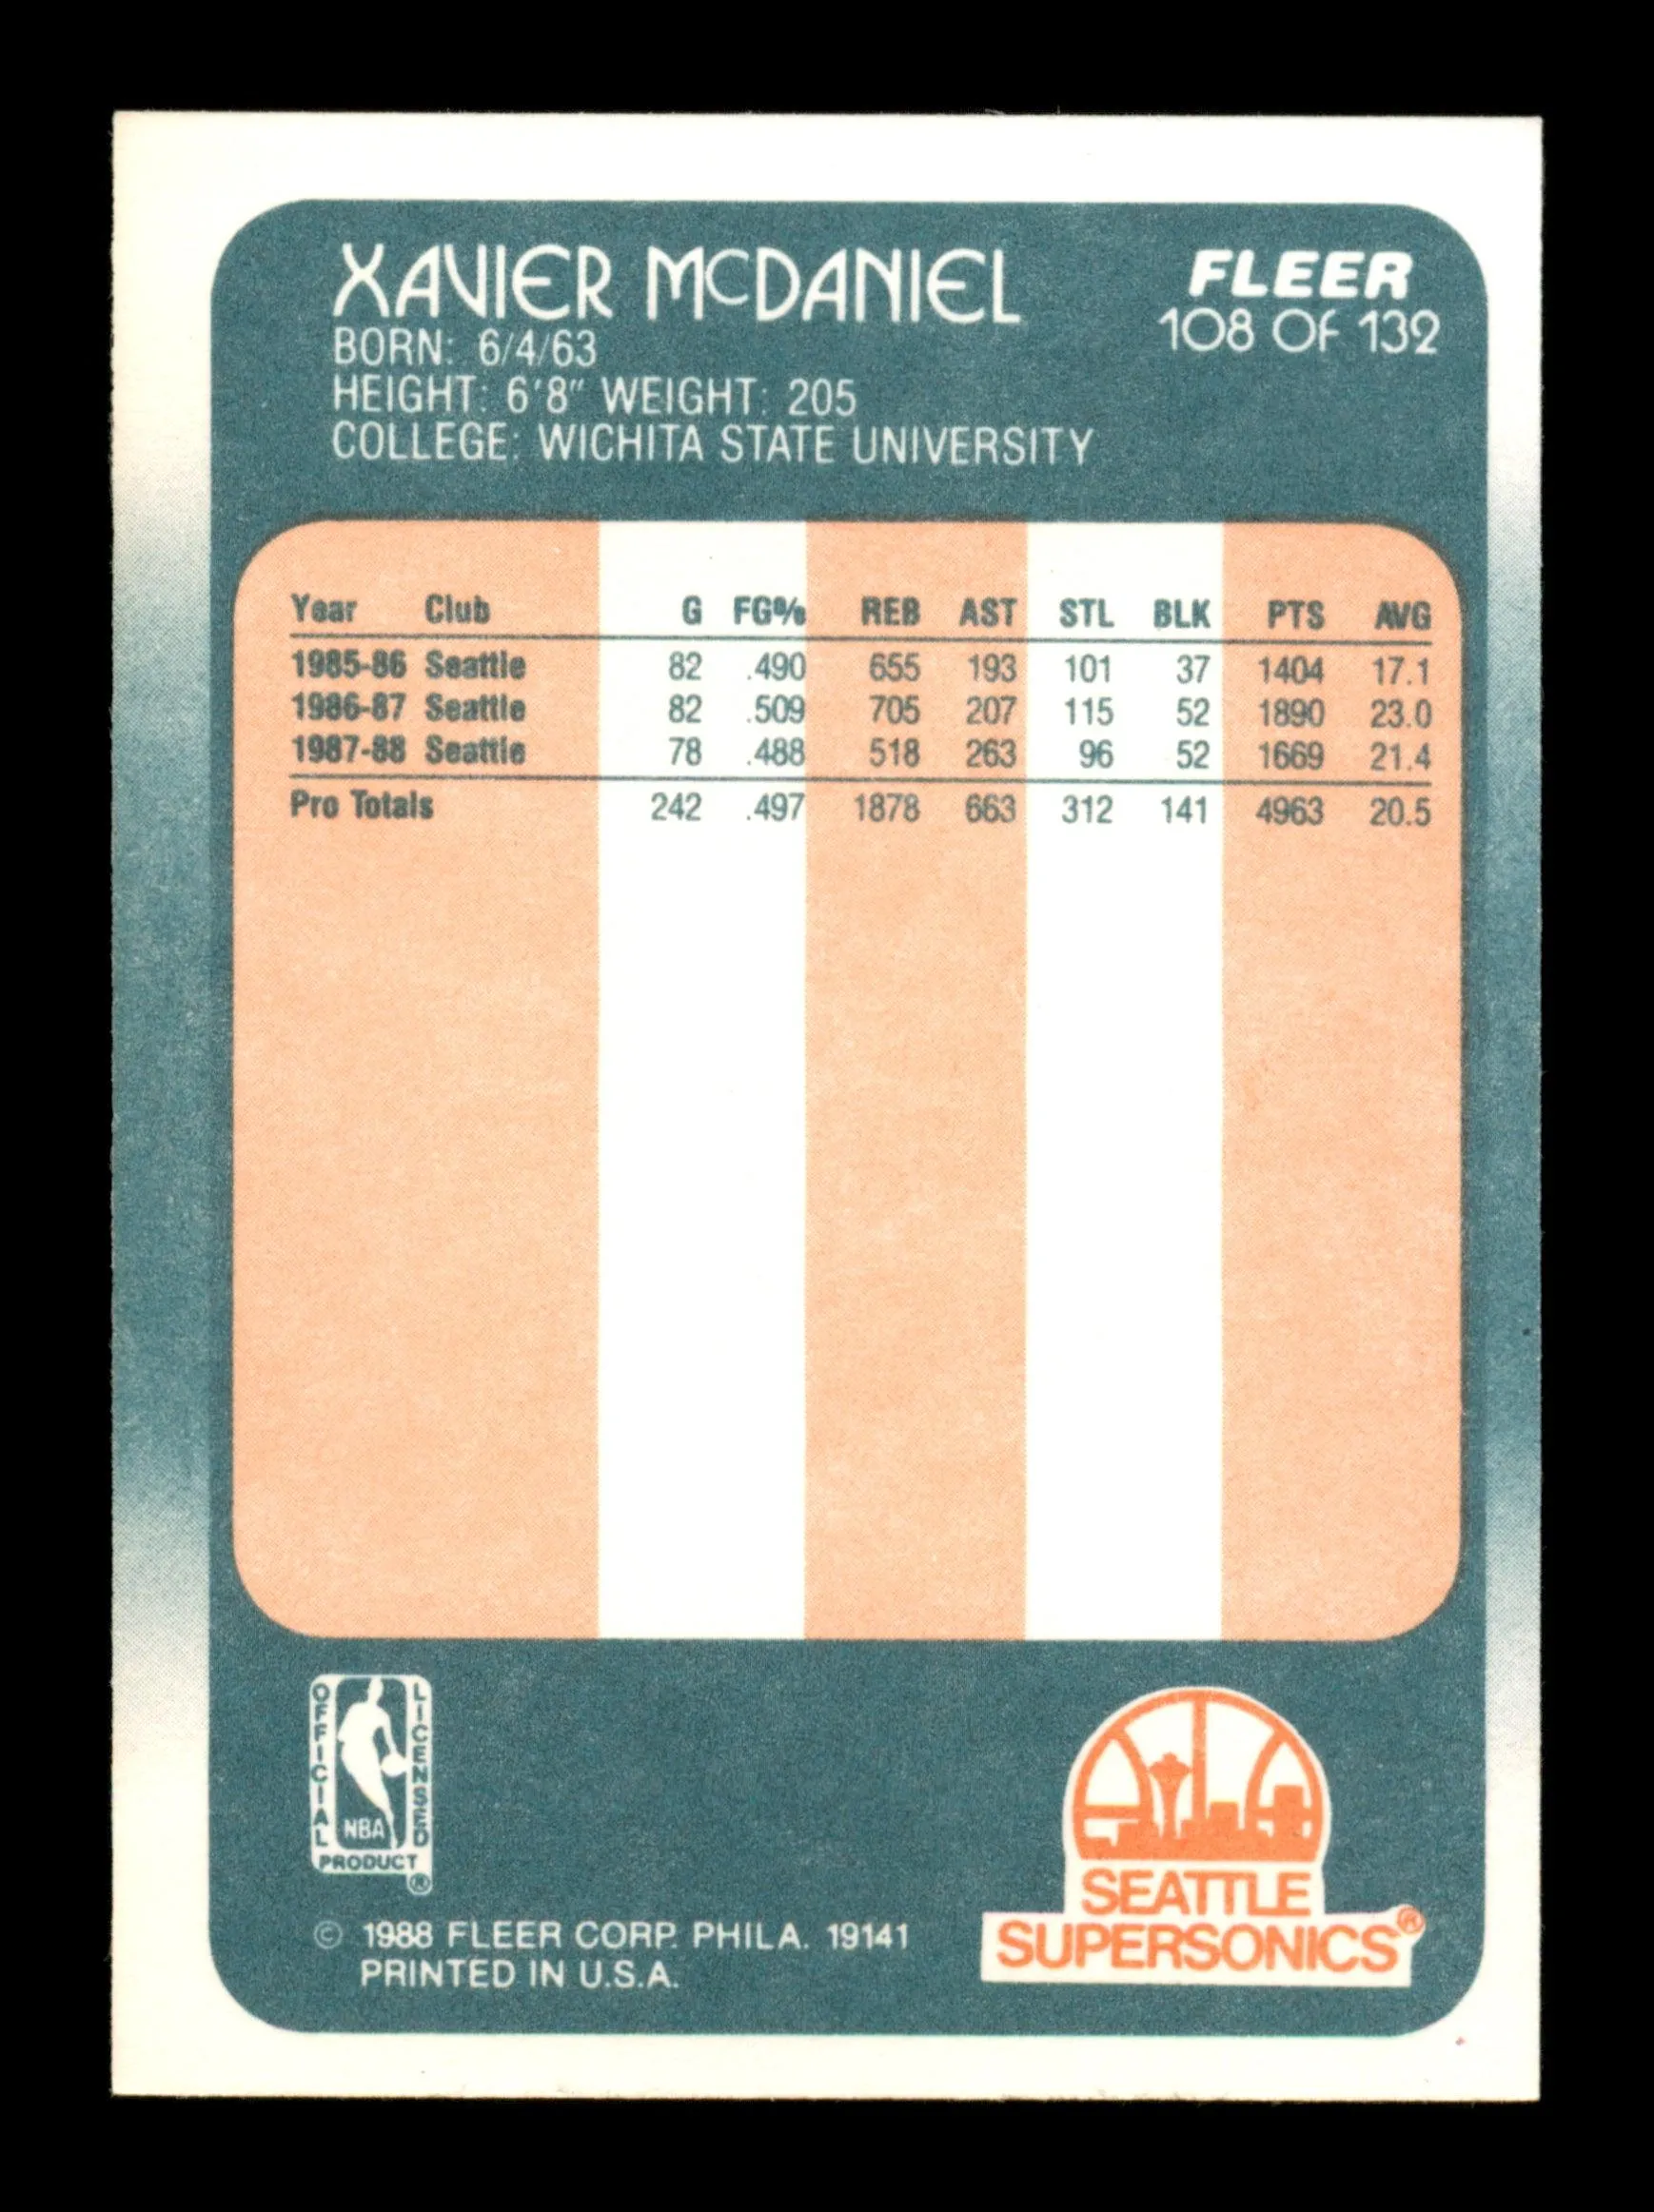 XAVIER McDANIEL
FLEER
108 OF 132
BORN: 6/4/63
HEIGHT: 6'8" WEIGHT: 205
COLLEGE: WICHITA STATE UNIVERSITY
Year Club G FG% REB AST STL BLK PTS AVG
1985-86 Seattle 82 .490 655 193 101 37 1404 17.1
1986-87 Seattle 82 .509 705 207 115 52 1890 23.0
1987-88 Seattle 78 .488 518 263 96 52 1669 21.4
Pro Totals 242 .497 1878 663 312 141 4963 20.5
OFFICIAL LICENSED
NBA
PRODUCT
®
SEATTLE
SUPERSONICS®
© 1988 FLEER CORP. PHILA. 19141
PRINTED IN U.S.A.